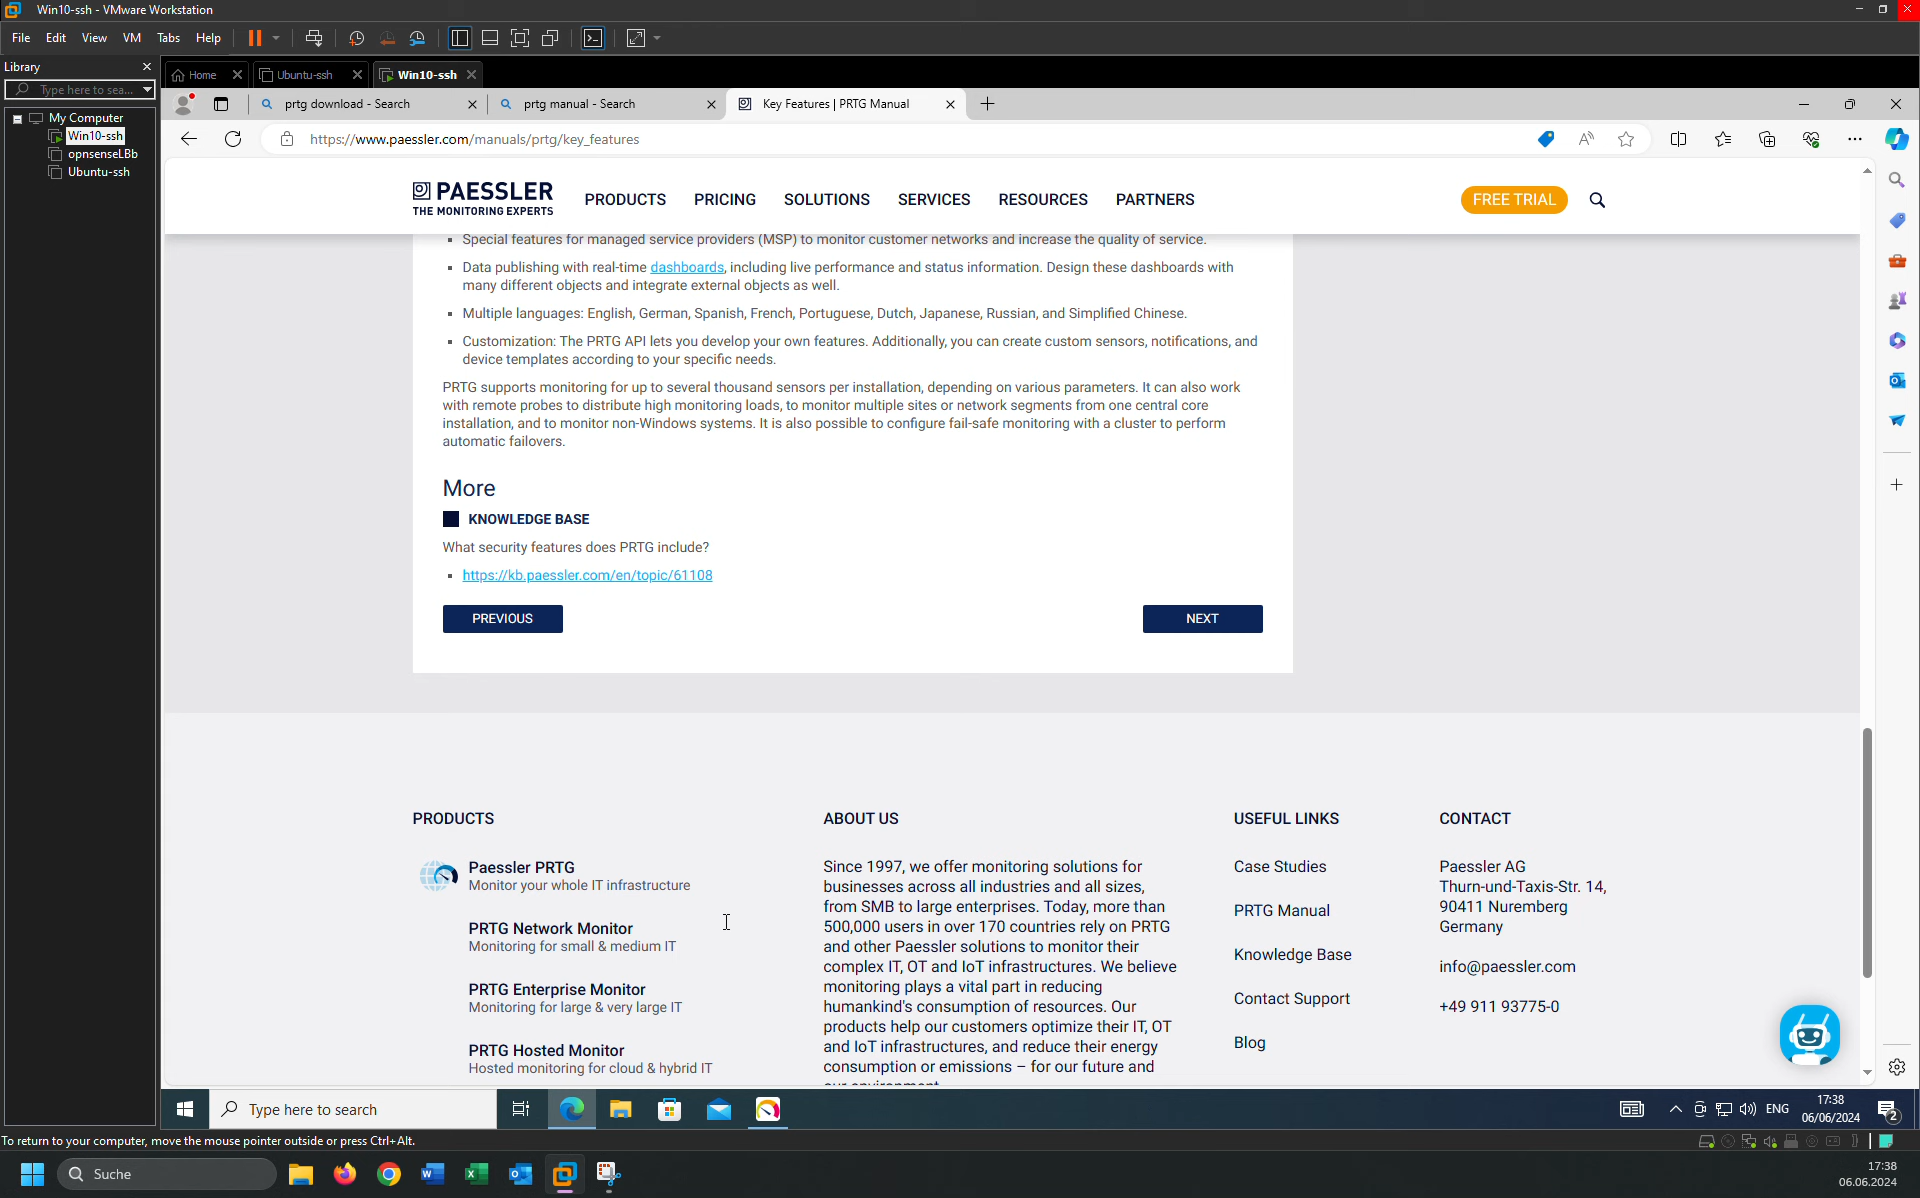 Win10-ssh - VMware Workstation
File Edit View VM Tabs Help
Library
Type here to sea...
My Computer
Win10-ssh
opnsenseLBb
Ubuntu-ssh
Home
Ubuntu-ssh
Win10-ssh
prtg download - Search
prtg manual - Search
Key Features | PRTG Manual
https://www.paessler.com/manuals/prtg/key_features
PAESSLER
THE MONITORING EXPERTS
PRODUCTS PRICING SOLUTIONS SERVICES RESOURCES PARTNERS
FREE TRIAL
Special features for managed service providers (MSP) to monitor customer networks and increase the quality of service.
Data publishing with real-time dashboards, including live performance and status information. Design these dashboards with
many different objects and integrate external objects as well.
Multiple languages: English, German, Spanish, French, Portuguese, Dutch, Japanese, Russian, and Simplified Chinese.
Customization: The PRTG API lets you develop your own features. Additionally, you can create custom sensors, notifications, and
device templates according to your specific needs.
PRTG supports monitoring for up to several thousand sensors per installation, depending on various parameters. It can also work
with remote probes to distribute high monitoring loads, to monitor multiple sites or network segments from one central core
installation, and to monitor non-Windows systems. It is also possible to configure fail-safe monitoring with a cluster to perform
automatic failovers.
More
KNOWLEDGE BASE
What security features does PRTG include?
https://kb.paessler.com/en/topic/61108
PREVIOUS
NEXT
PRODUCTS
Paessler PRTG
Monitor your whole IT infrastructure
PRTG Network Monitor
Monitoring for small & medium IT
PRTG Enterprise Monitor
Monitoring for large & very large IT
PRTG Hosted Monitor
Hosted monitoring for cloud & hybrid IT
ABOUT US
Since 1997, we offer monitoring solutions for
businesses across all industries and all sizes,
from SMB to large enterprises. Today, more than
500,000 users in over 170 countries rely on PRTG
and other Paessler solutions to monitor their
complex IT, OT and IoT infrastructures. We believe
monitoring plays a vital part in reducing
humankind's consumption of resources. Our
products help our customers optimize their IT, OT
and IoT infrastructures, and reduce their energy
consumption or emissions – for our future and
our environment.
USEFUL LINKS
Case Studies
PRTG Manual
Knowledge Base
Contact Support
Blog
CONTACT
Paessler AG
Thurn-und-Taxis-Str. 14,
90411 Nuremberg
Germany
info@paessler.com
+49 911 93775-0
Type here to search
ENG
17:38
06/06/2024
2
To return to your computer, move the mouse pointer outside or press Ctrl+Alt.
Suche
17:38
06.06.2024